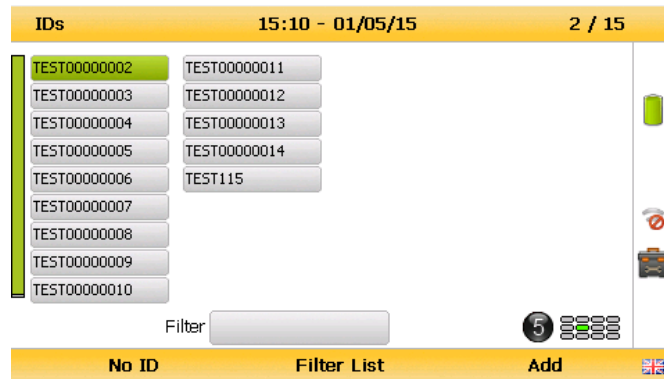 IDs 15:10 - 01/05/15 2 / 15
TEST00000002 TEST00000011
TEST00000003 TEST00000012
TEST00000004 TEST00000013
TEST00000005 TEST00000014
TEST00000006 TEST115
TEST00000007
TEST00000008
TEST00000009
TEST00000010
Filter 5
No ID Filter List Add